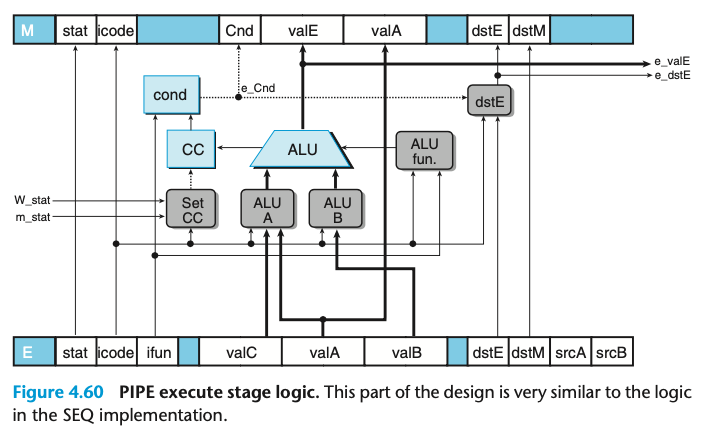 M stat icode Cnd valE valA dstE dstM
e_valE
e_dstE
cond e_Cnd dstE
CC ALU ALU
fun.
W_stat
m_stat
Set
CC
ALU
A
ALU
B
E stat icode ifun valC valA valB dstE dstM srcA srcB
Figure 4.60 PIPE execute stage logic. This part of the design is very similar to the logic
in the SEQ implementation.